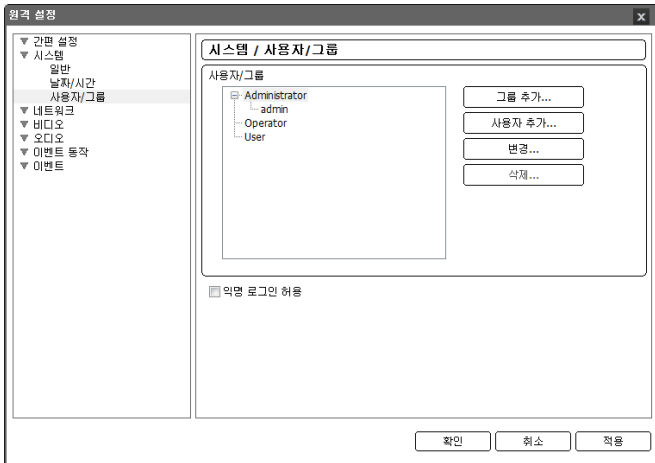 원격 설정
간편 설정
시스템
일반
날짜/시간
사용자/그룹
네트워크
비디오
오디오
이벤트 동작
이벤트
시스템 / 사용자/그룹
사용자/그룹
Administrator
admin
Operator
User
그룹 추가...
사용자 추가...
변경...
삭제...
익명 로그인 허용
확인
취소
적용